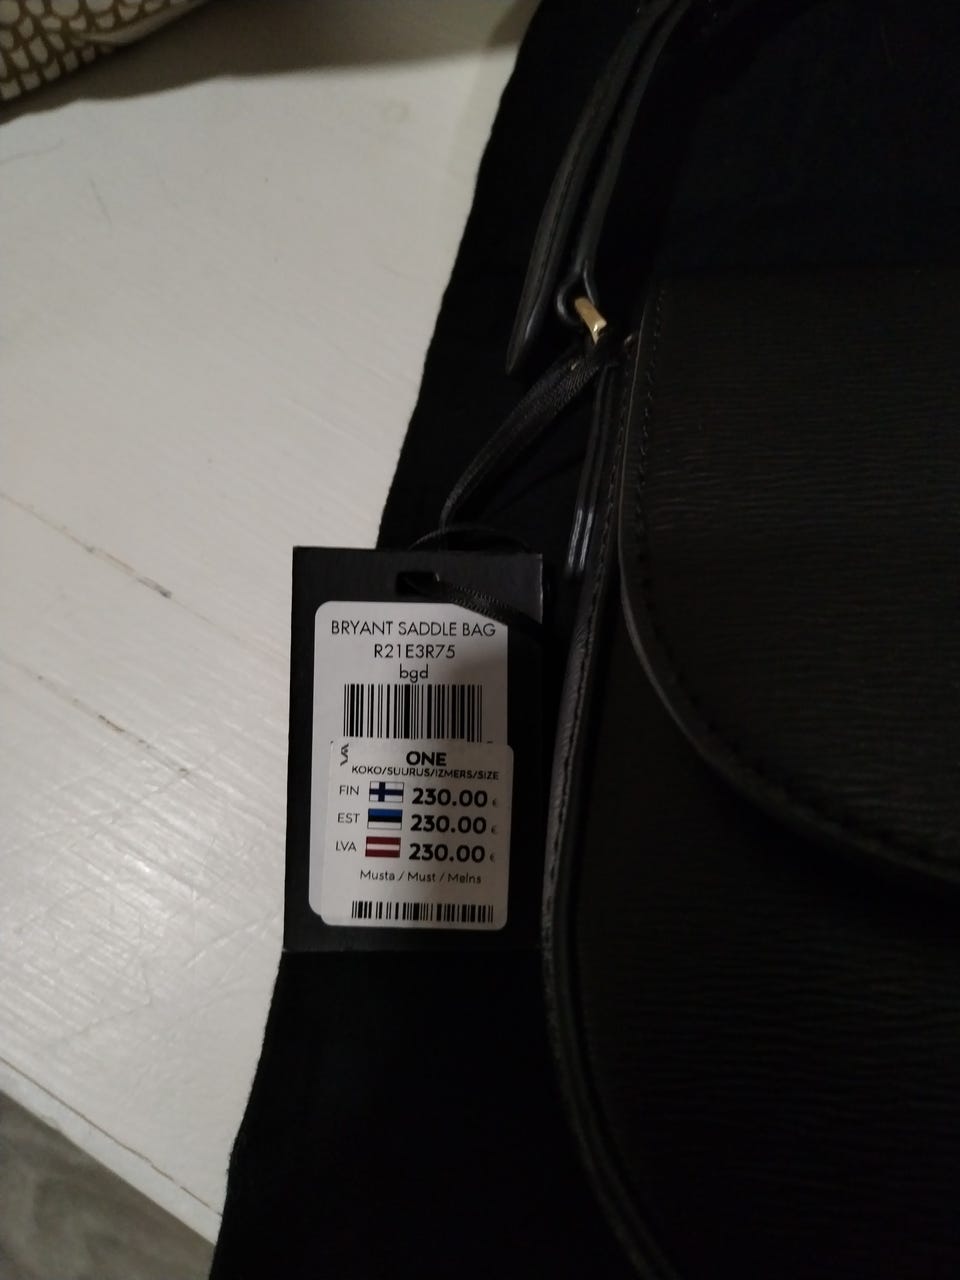 BRYANT SADDLE BAG
R21E3R75
bgd
ONE
KOKO/SUURUS/IZMERS/SIZE
FIN 230.00 €
EST 230.00 €
LVA 230.00 €
Musta / Must / Melns